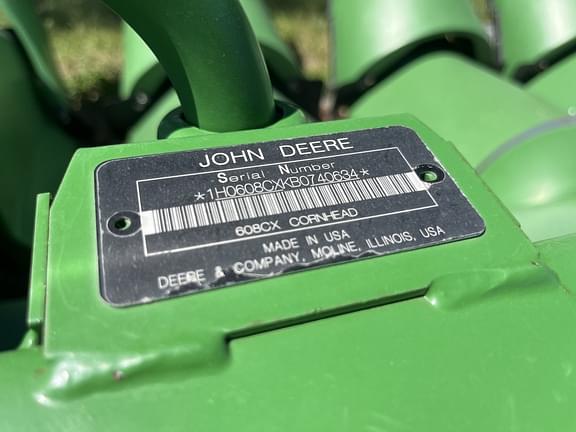 JOHN DEERE
Serial Number
*1H0608CXKB0740634*
608CX CORNHEAD
MADE IN USA
DEERE & COMPANY, MOLINE, ILLINOIS, USA